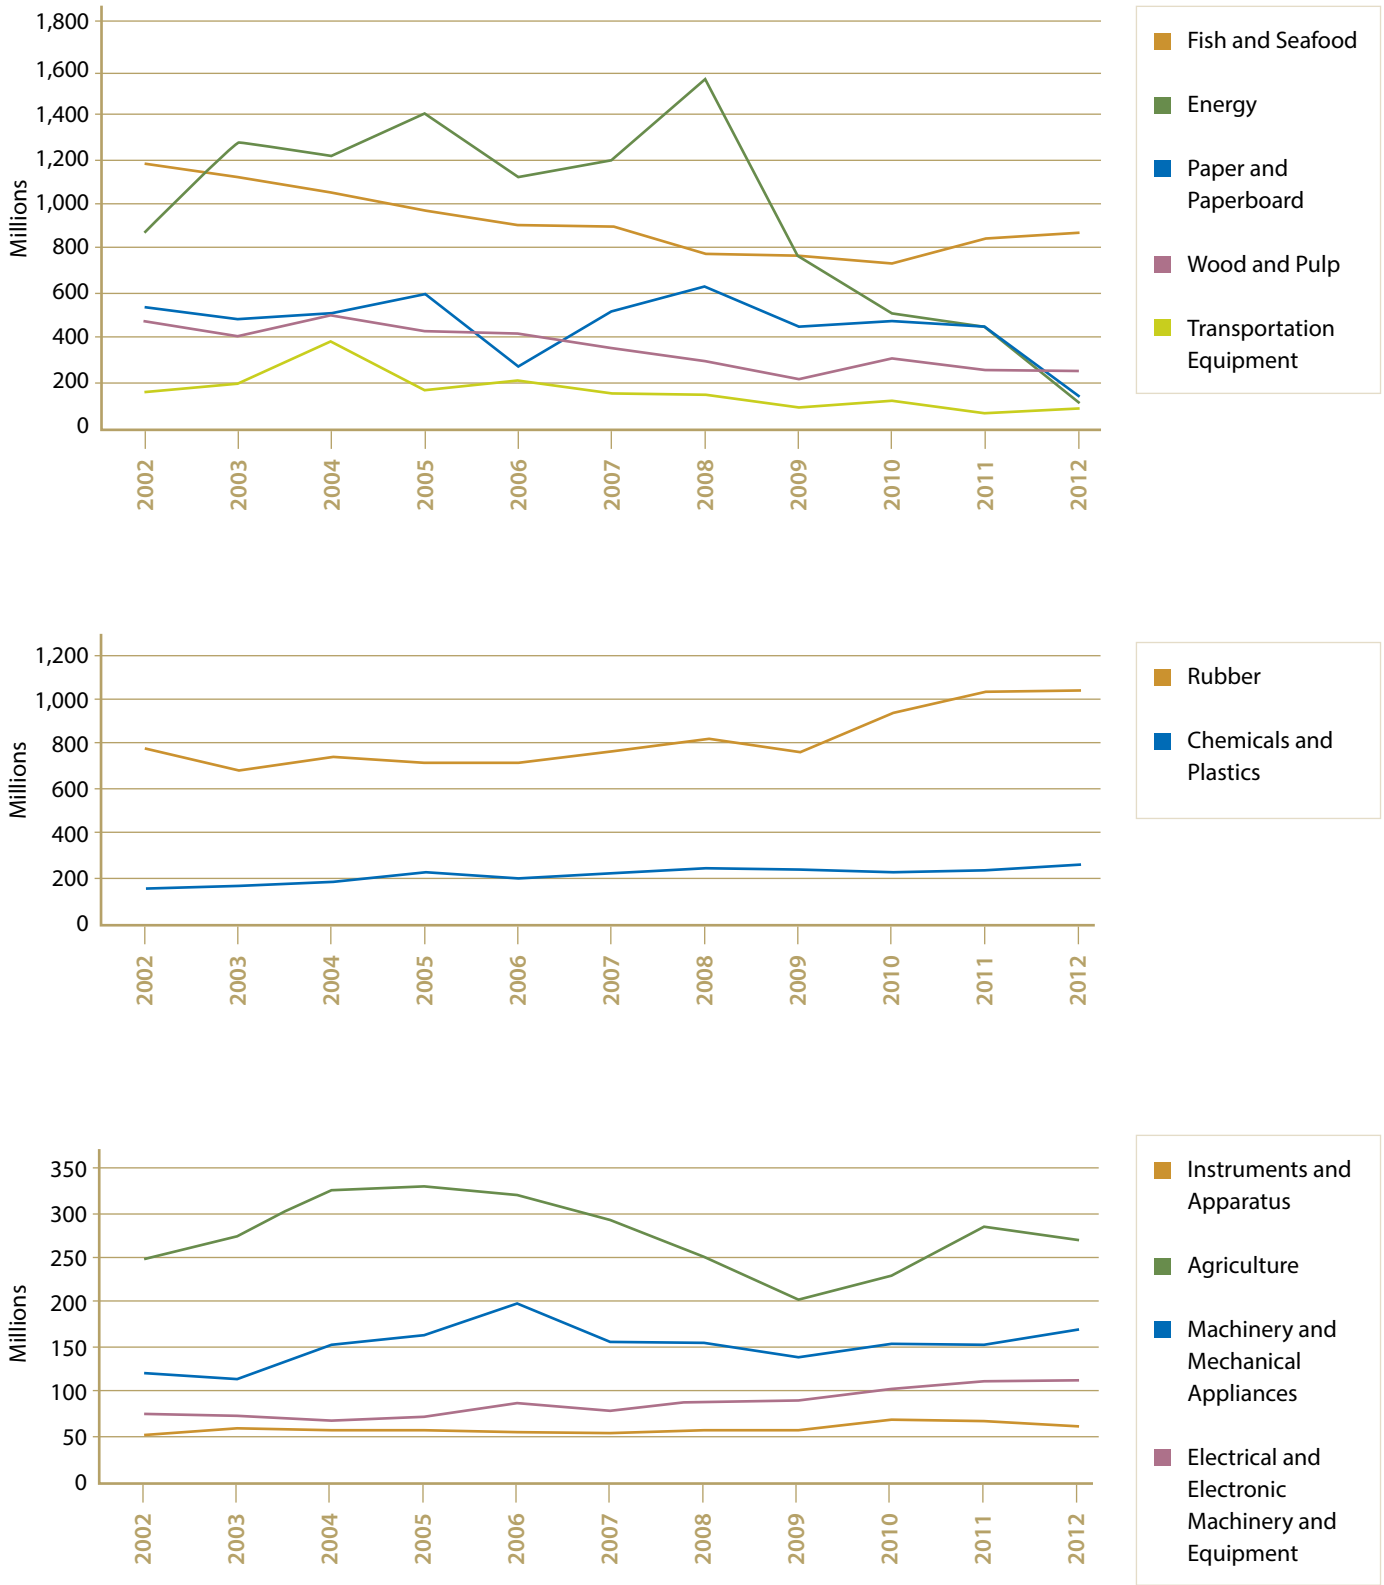 1,800
1,600
1,400
1,200
1,000
800
600
400
200
0
Millions
2002
2003
2004
2005
2006
2007
2008
2009
2010
2011
2012
Fish and Seafood
Energy
Paper and
Paperboard
Wood and Pulp
Transportation
Equipment
1,200
1,000
800
600
400
200
0
Millions
2002
2003
2004
2005
2006
2007
2008
2009
2010
2011
2012
Rubber
Chemicals and
Plastics
350
300
250
200
150
100
50
0
Millions
2002
2003
2004
2005
2006
2007
2008
2009
2010
2011
2012
Instruments and
Apparatus
Agriculture
Machinery and
Mechanical
Appliances
Electrical and
Electronic
Machinery and
Equipment